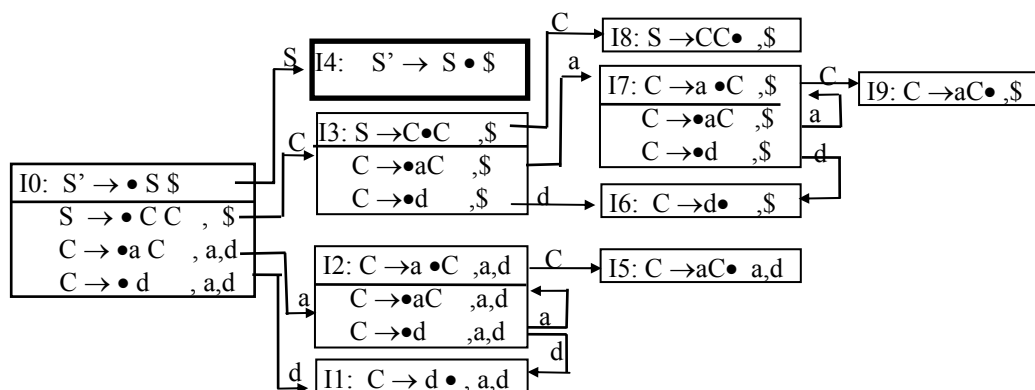 C
I8: S →CC● ,$
S
I4: S' → S ● $
a
I7: C →a ●C ,$
C →●aC ,$
C →●d ,$
C
a
d
I9: C →aC● ,$
C
I3: S →C●C ,$
C →●aC ,$
C →●d ,$
d
I6: C →d● ,$
I0: S' → ● S $
S → ● C C , $
C → ●a C , a,d
C → ● d , a,d
a
I2: C →a ●C ,a,d
C →●aC ,a,d
C →●d ,a,d
C
a
d
I5: C →aC● a,d
d
I1: C → d ● , a,d